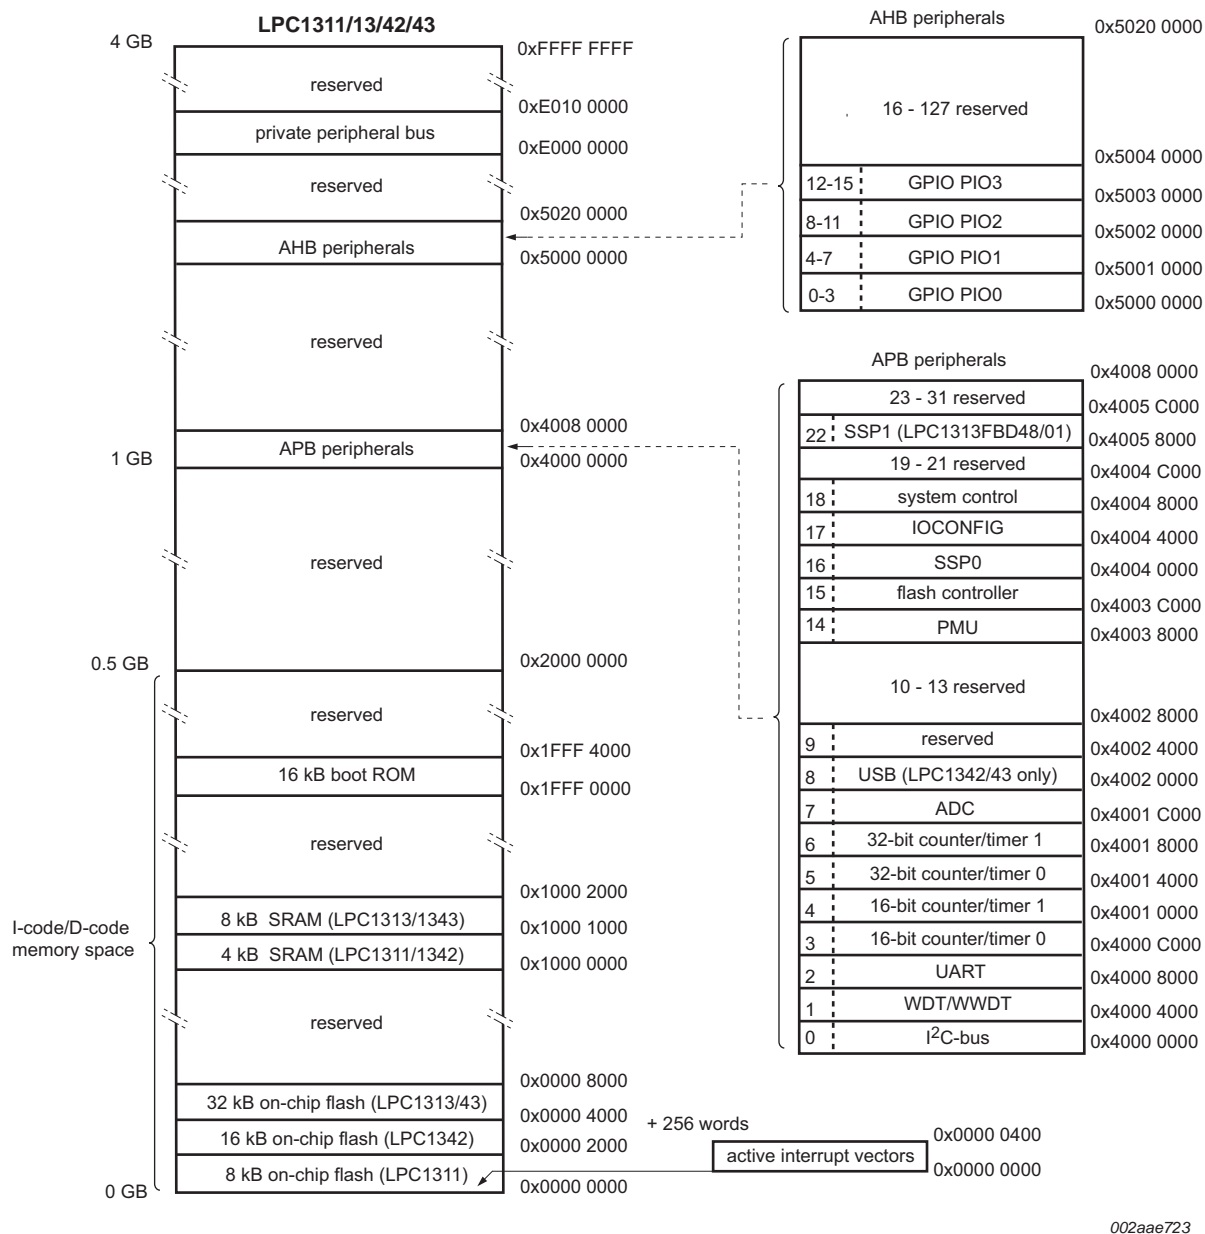 LPC1311/13/42/43
4 GB
0xFFFF FFFF
reserved
0xE010 0000
private peripheral bus
0xE000 0000
reserved
0x5020 0000
AHB peripherals
0x5000 0000
reserved
0x4008 0000
APB peripherals
1 GB
0x4000 0000
reserved
0.5 GB
0x2000 0000
reserved
0x1FFF 4000
16 kB boot ROM
0x1FFF 0000
reserved
0x1000 2000
I-code/D-code
memory space
8 kB SRAM (LPC1313/1343)
0x1000 1000
4 kB SRAM (LPC1311/1342)
0x1000 0000
reserved
0x0000 8000
32 kB on-chip flash (LPC1313/43)
0x0000 4000
16 kB on-chip flash (LPC1342)
0x0000 2000
8 kB on-chip flash (LPC1311)
0 GB
0x0000 0000
+ 256 words
0x0000 0400
active interrupt vectors
0x0000 0000
AHB peripherals
0x5020 0000
16 - 127 reserved
0x5004 0000
12-15 GPIO PIO3
0x5003 0000
8-11 GPIO PIO2
0x5002 0000
4-7 GPIO PIO1
0x5001 0000
0-3 GPIO PIO0
0x5000 0000
APB peripherals
0x4008 0000
23 - 31 reserved
0x4005 C000
22 SSP1 (LPC1313FBD48/01)
0x4005 8000
19 - 21 reserved
0x4004 C000
18 system control
0x4004 8000
17 IOCONFIG
0x4004 4000
16 SSP0
0x4004 0000
15 flash controller
0x4003 C000
14 PMU
0x4003 8000
10 - 13 reserved
0x4002 8000
9 reserved
0x4002 4000
8 USB (LPC1342/43 only)
0x4002 0000
7 ADC
0x4001 C000
6 32-bit counter/timer 1
0x4001 8000
5 32-bit counter/timer 0
0x4001 4000
4 16-bit counter/timer 1
0x4001 0000
3 16-bit counter/timer 0
0x4000 C000
2 UART
0x4000 8000
1 WDT/WWDT
0x4000 4000
0 I2C-bus
0x4000 0000
002aae723